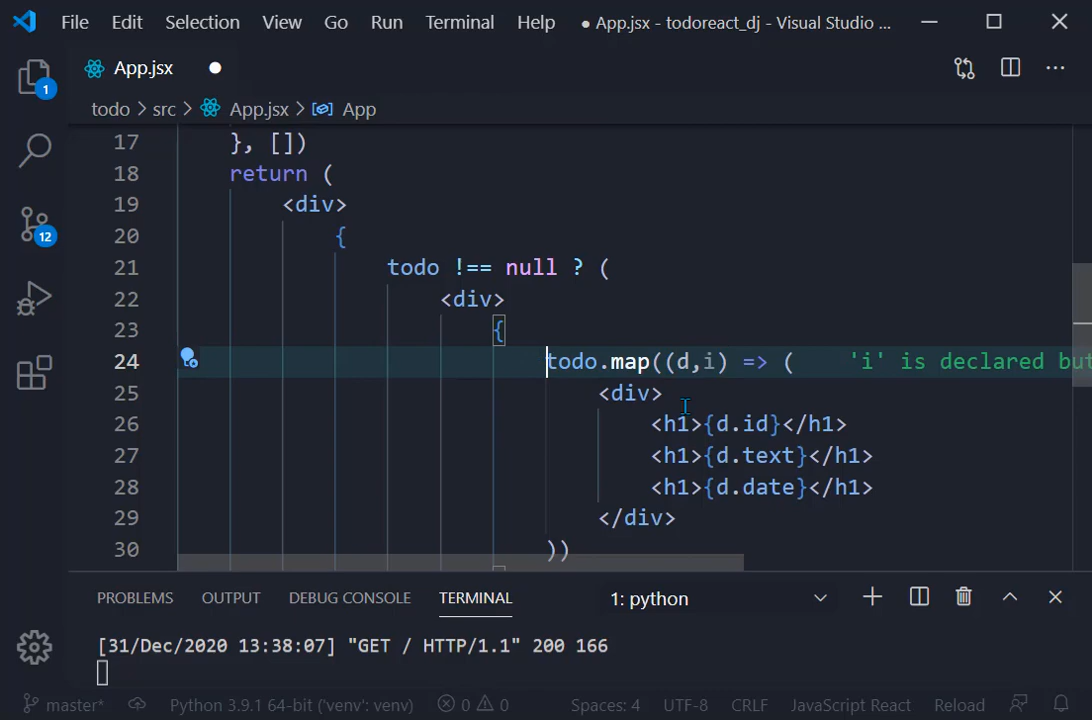 File Edit Selection View Go Run Terminal Help ● App.jsx - todoreact_dj - Visual Studio ...
App.jsx
1
todo > src > App.jsx > App
17 }, [])
18 return (
19 <div>
20 {
12
21 todo !== null ? (
22 <div>
23 {
24 todo.map((d,i) => ( 'i' is declared but
25 <div>
26 <h1>{d.id}</h1>
27 <h1>{d.text}</h1>
28 <h1>{d.date}</h1>
29 </div>
30 ))
PROBLEMS OUTPUT DEBUG CONSOLE TERMINAL 1: python
[31/Dec/2020 13:38:07] "GET / HTTP/1.1" 200 166
master* Python 3.9.1 64-bit ('venv': venv) 0 0 Spaces: 4 UTF-8 CRLF JavaScript React Reload